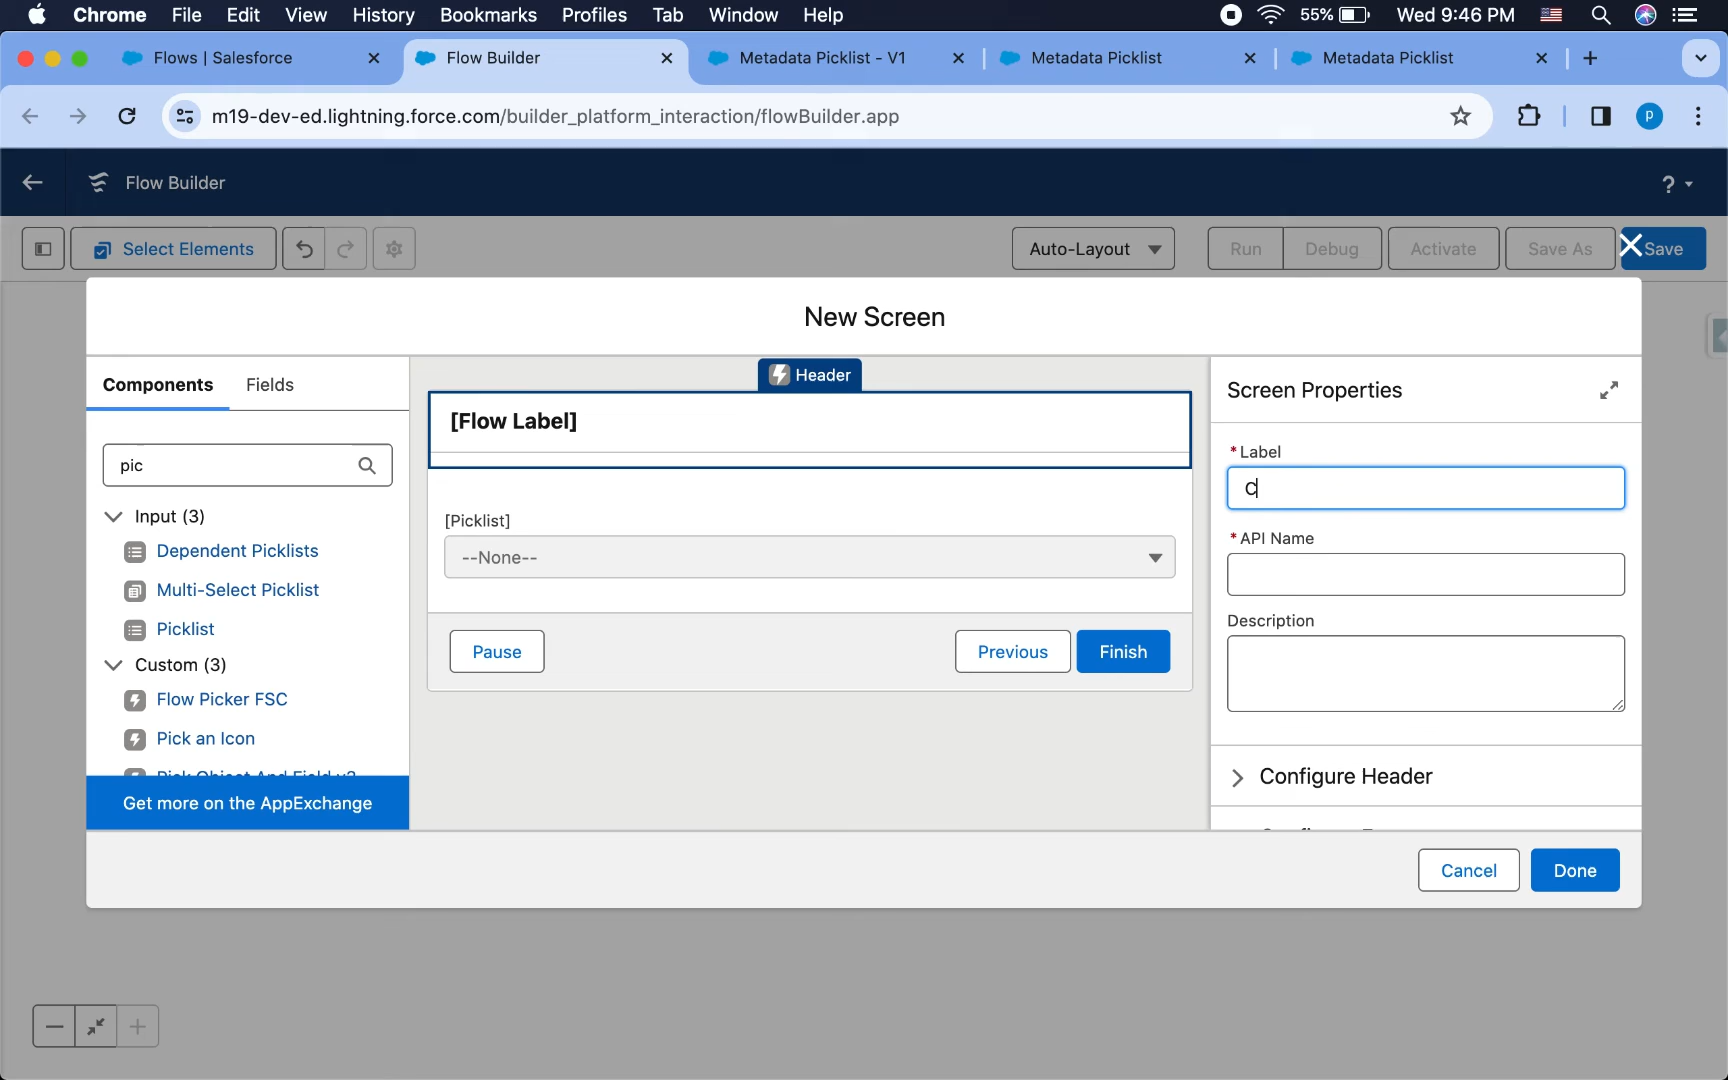 Chrome File Edit View History Bookmarks Profiles Tab Window Help 55% Wed 9:46 PM
Flows | Salesforce Flow Builder Metadata Picklist - V1 Metadata Picklist Metadata Picklist
m19-dev-ed.lightning.force.com/builder_platform_interaction/flowBuilder.app P
Flow Builder ?
Select Elements Auto-Layout Run Debug Activate Save As Save
New Screen
Components Fields
pic
Input (3)
Dependent Picklists
Multi-Select Picklist
Picklist
Custom (3)
Flow Picker FSC
Pick an Icon
Get more on the AppExchange
Header
[Flow Label]
[Picklist]
--None--
Pause Previous Finish
Screen Properties
* Label
C
* API Name
Description
Configure Header
Cancel Done